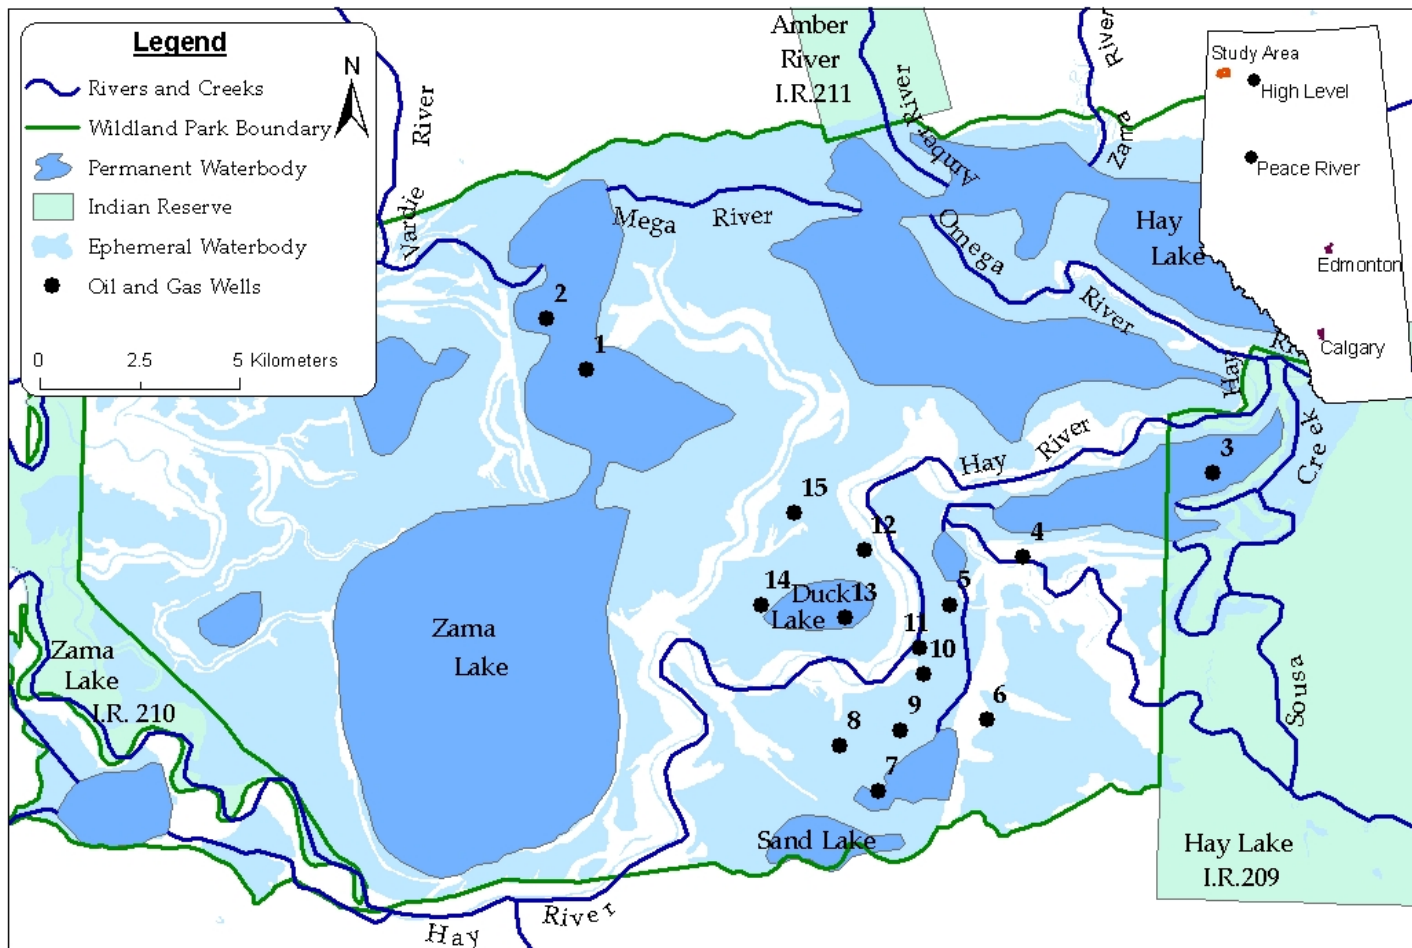 Legend
N
Rivers and Creeks
Wildland Park Boundary
Permanent Waterbody
Indian Reserve
Ephemeral Waterbody
Oil and Gas Wells
0 2.5 5 Kilometers
River
Vardie
Amber
River
I.R.211
Amber River
River
Zama
Study Area
High Level
Peace River
Edmonton
Calgary
Mega River
Omega
River
Hay
Lake
Hay
2
1
Hay River
3
Creek
15
12
4
14
Duck 13
Lake
5
11
10
Zama
Lake
Zama
Lake
I.R. 210
6
9
8
7
Sousa
Sand Lake
Hay Lake
I.R.209
Hay River